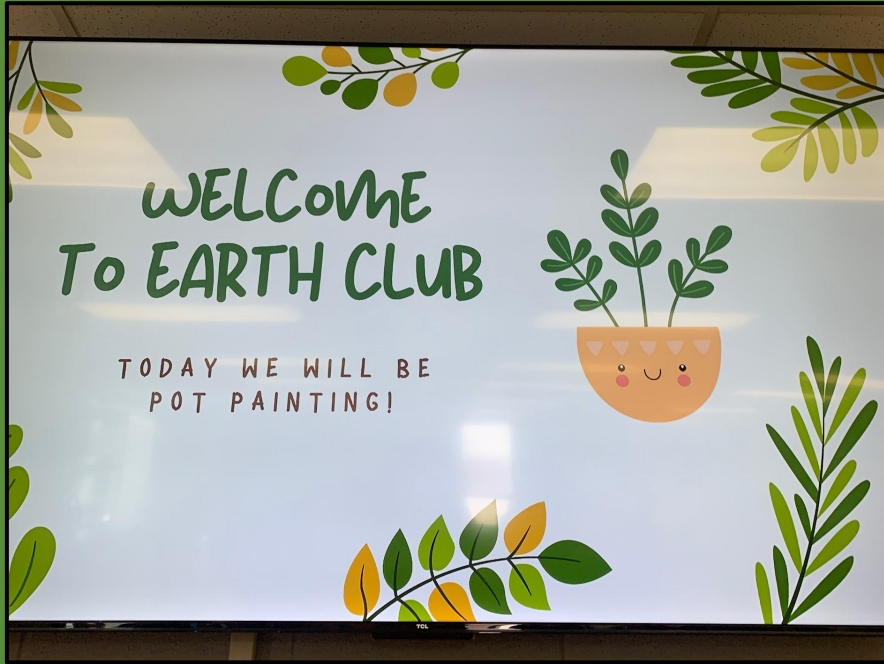 WELCOME
TO EARTH CLUB
TODAY WE WILL BE
POT PAINTING!
TCL